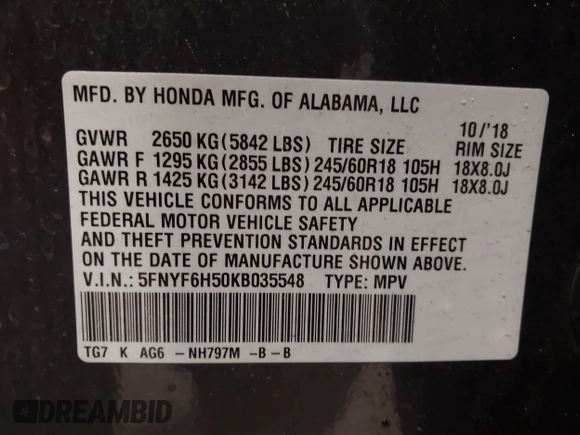 MFD. BY HONDA MFG. OF ALABAMA, LLC
10/'18
GVWR 2650 KG (5842 LBS) TIRE SIZE RIM SIZE
GAWR F 1295 KG (2855 LBS) 245/60R18 105H 18X8.0J
GAWR R 1425 KG (3142 LBS) 245/60R18 105H 18X8.0J
THIS VEHICLE CONFORMS TO ALL APPLICABLE
FEDERAL MOTOR VEHICLE SAFETY
AND THEFT PREVENTION STANDARDS IN EFFECT
ON THE DATE OF MANUFACTURE SHOWN ABOVE.
V.I.N.: 5FNYF6H50KB035548 TYPE: MPV
TG7 K AG6 -NH797M -B-B
DREAMBID